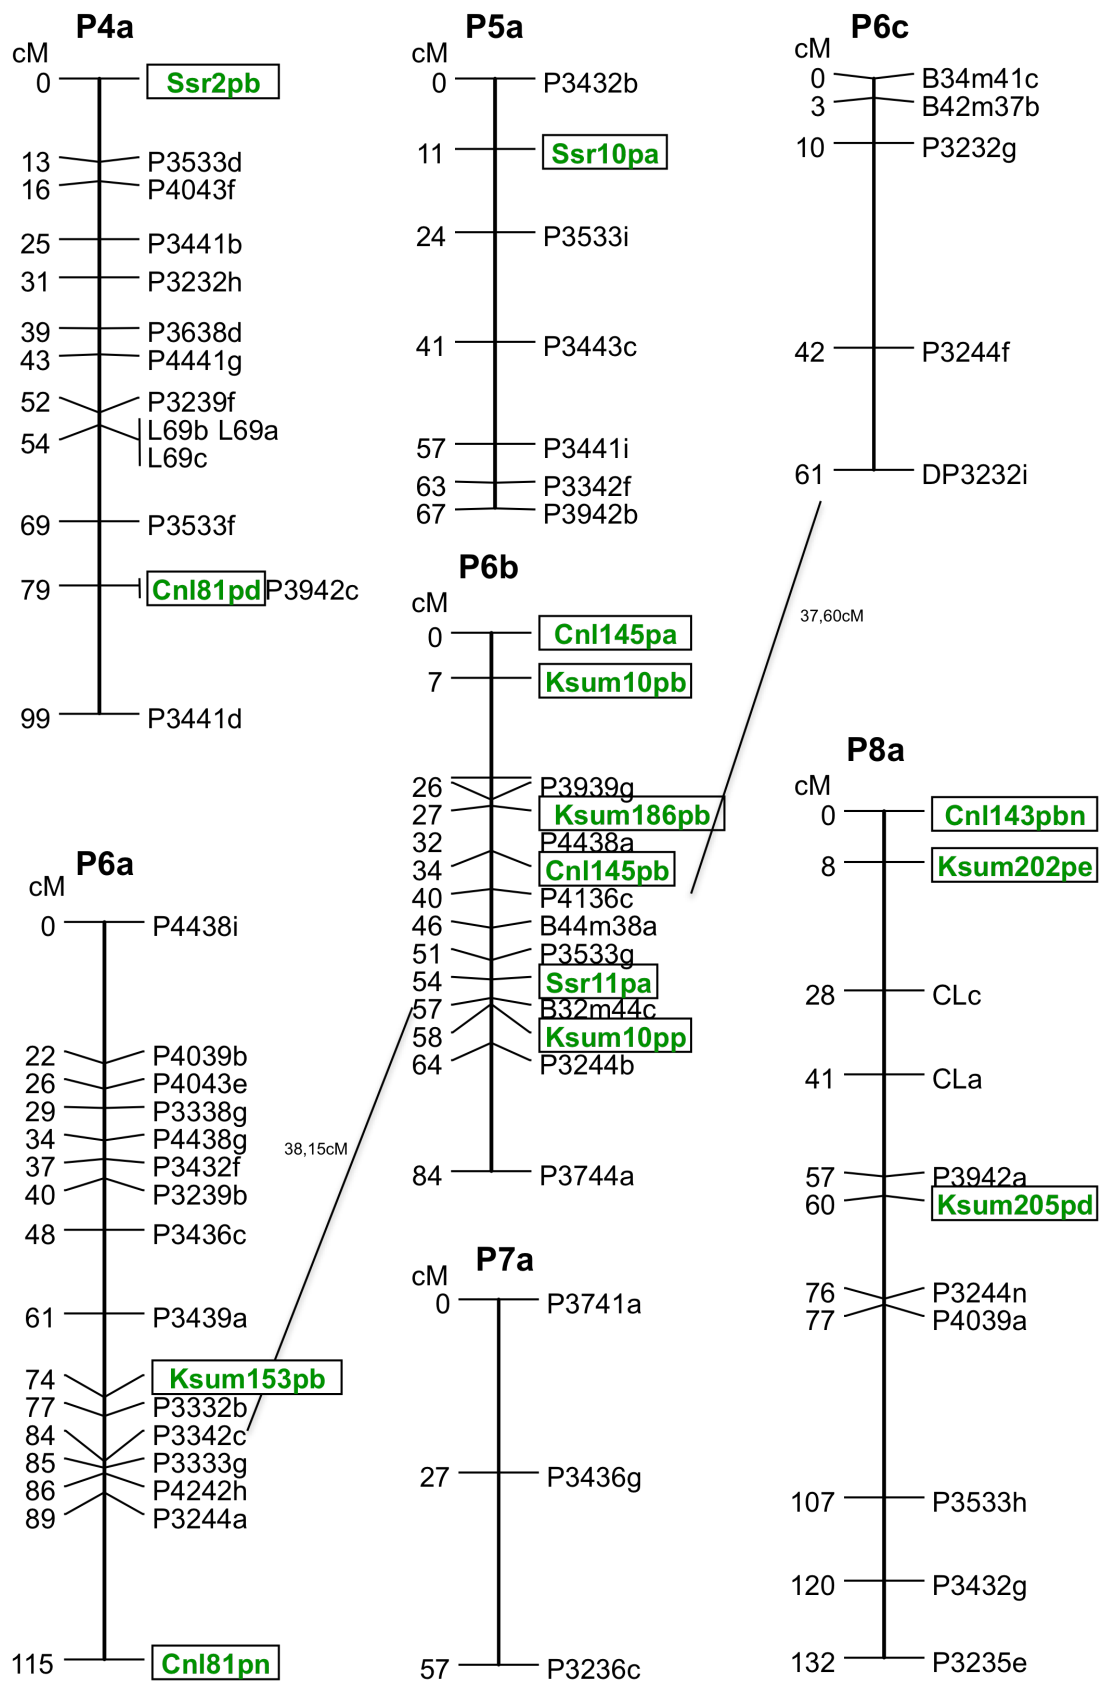 P4a
cM
0 Ssr2pb
13 P3533d
16 P4043f
25 P3441b
31 P3232h
39 P3638d
43 P4441g
52 P3239f
54 L69b L69a
L69c
69 P3533f
79 Cnl81pd P3942c
99 P3441d
P5a
cM
0 P3432b
11 Ssr10pa
24 P3533i
41 P3443c
57 P3441i
63 P3342f
67 P3942b
P6c
cM
0 B34m41c
3 B42m37b
10 P3232g
42 P3244f
61 DP3232i
37,60cM
P6b
cM
0 Cnl145pa
7 Ksum10pb
26 P3939g
27 Ksum186pb
32 P4438a
34 Cnl145pb
40 P4136c
46 B44m38a
51 P3533g
54 Ssr11pa
57 B32m44c
58 Ksum10pp
64 P3244b
84 P3744a
38,15cM
P6a
cM
0 P4438i
22 P4039b
26 P4043e
29 P3338g
34 P4438g
37 P3432f
40 P3239b
48 P3436c
61 P3439a
74 Ksum153pb
77 P3332b
84 P3342c
85 P3333g
86 P4242h
89 P3244a
115 Cnl81pn
P7a
cM
0 P3741a
27 P3436g
57 P3236c
P8a
cM
0 Cnl143pbn
8 Ksum202pe
28 CLc
41 CLa
57 P3942a
60 Ksum205pd
76 P3244n
77 P4039a
107 P3533h
120 P3432g
132 P3235e